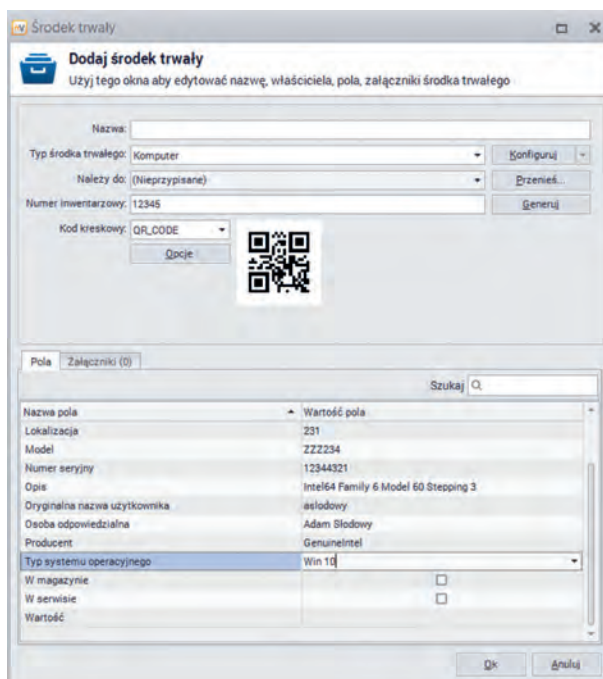 Środek trwały
Dodaj środek trwały
Użyj tego okna aby edytować nazwę, właściciela, pola, załączniki środka trwałego
Nazwa:
Typ środka trwałego: Komputer Konfiguruj
Należy do: (Nieprzypisane) Przenieś...
Numer inwentarzowy: 12345 Generuj
Kod kreskowy: QR_CODE
Opcje
Pola Załączniki (0)
Szukaj
Nazwa pola Wartość pola
Lokalizacja 231
Model ZZZ234
Numer seryjny 12344321
Opis Intel64 Family 6 Model 60 Stepping 3
Oryginalna nazwa użytkownika aslodowy
Osoba odpowiedzialna Adam Słodowy
Producent GenuineIntel
Typ systemu operacyjnego Win 10
W magazynie
W serwisie
Wartość
Ok Anuluj